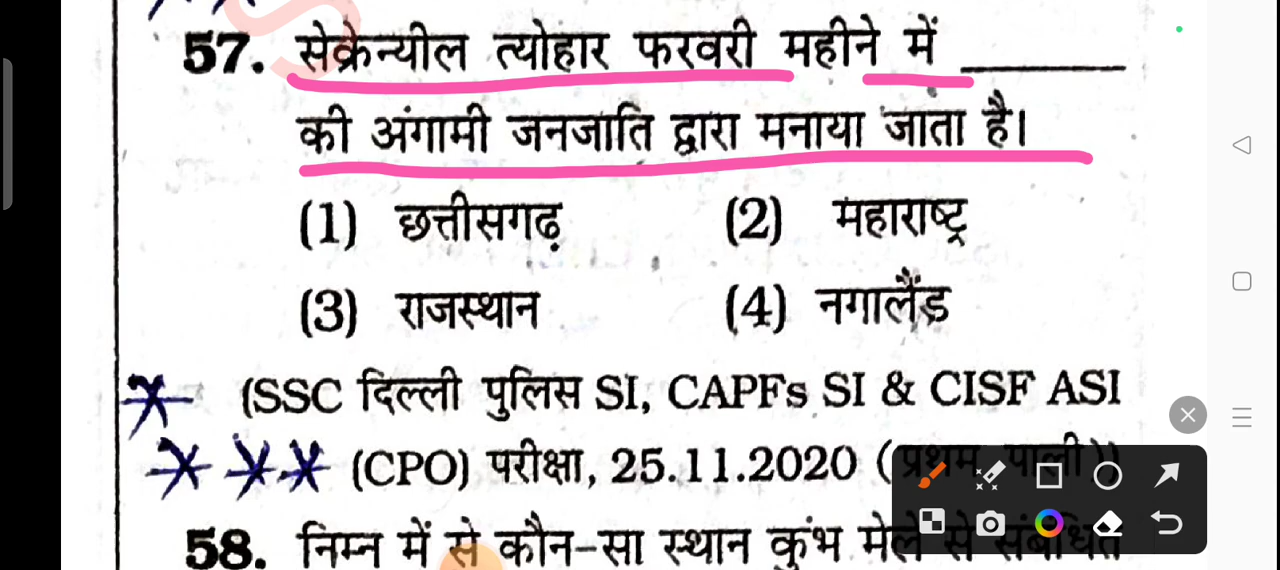 57. सेक्रेन्यील त्योहार फरवरी महीने में ______
की अंगामी जनजाति द्वारा मनाया जाता है।
(1) छत्तीसगढ़ (2) महाराष्ट्र
(3) राजस्थान (4) नगालैंड
(SSC दिल्ली पुलिस SI, CAPFs SI & CISF ASI
(CPO) परीक्षा, 25.11.2020 (प्रथम पाली))
58. निम्न में से कौन-सा स्थान कुंभ मेले से संबंधित